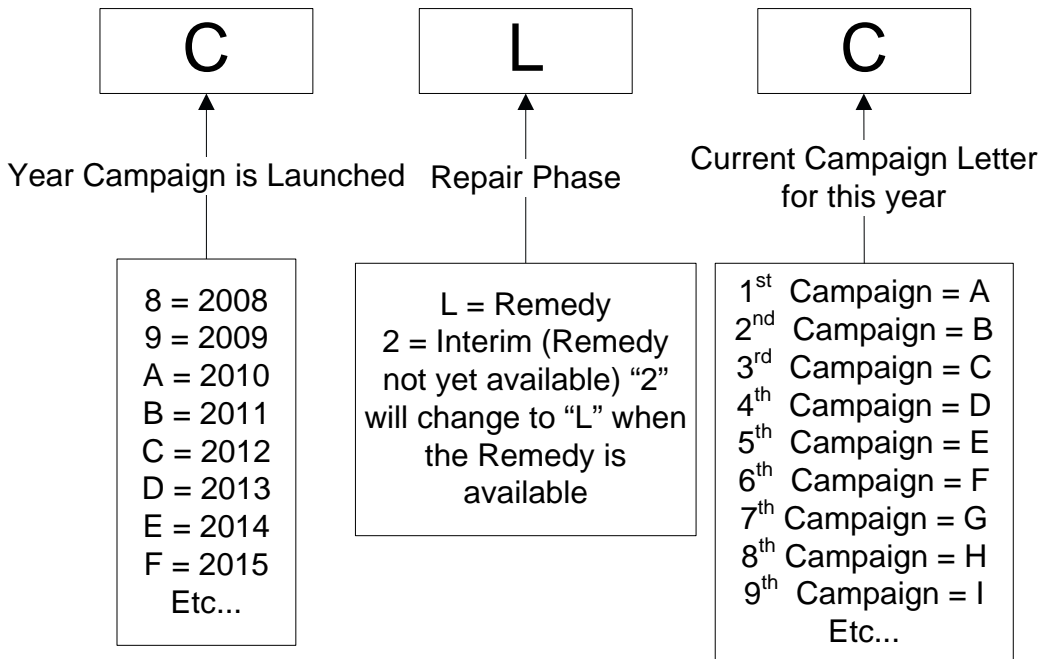 C
L
C
Year Campaign is Launched
Repair Phase
Current Campaign Letter
for this year
8 = 2008
9 = 2009
A = 2010
B = 2011
C = 2012
D = 2013
E = 2014
F = 2015
Etc...
L = Remedy
2 = Interim (Remedy
not yet available) “2”
will change to “L” when
the Remedy is
available
1st Campaign = A
2nd Campaign = B
3rd Campaign = C
4th Campaign = D
5th Campaign = E
6th Campaign = F
7th Campaign = G
8th Campaign = H
9th Campaign = I
Etc...